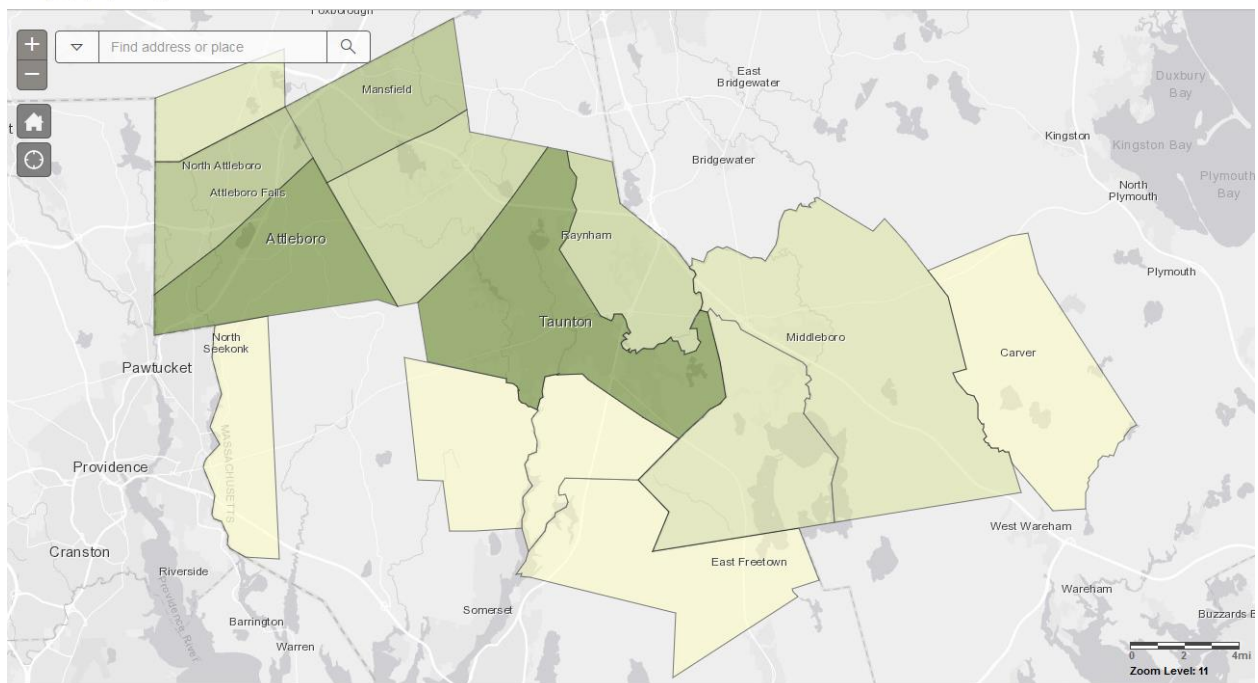 Foxborough
+
Find address or place
−
Mansfield
East
Bridgewater
Duxbury
Bay
t
Kingston
Kingston Bay
Bridgewater
North Attleboro
Plymouth
Bay
North
Plymouth
Attleboro Falls
Attleboro
Raynham
Plymouth
Taunton
North
Seekonk
Middleboro
Carver
Pawtucket
MASSACHUSETTS
Providence
West Wareham
Cranston
East Freetown
Riverside
Providence River
Somerset
Wareham
Barrington
Buzzards B
Warren
0 2 4mi
Zoom Level: 11